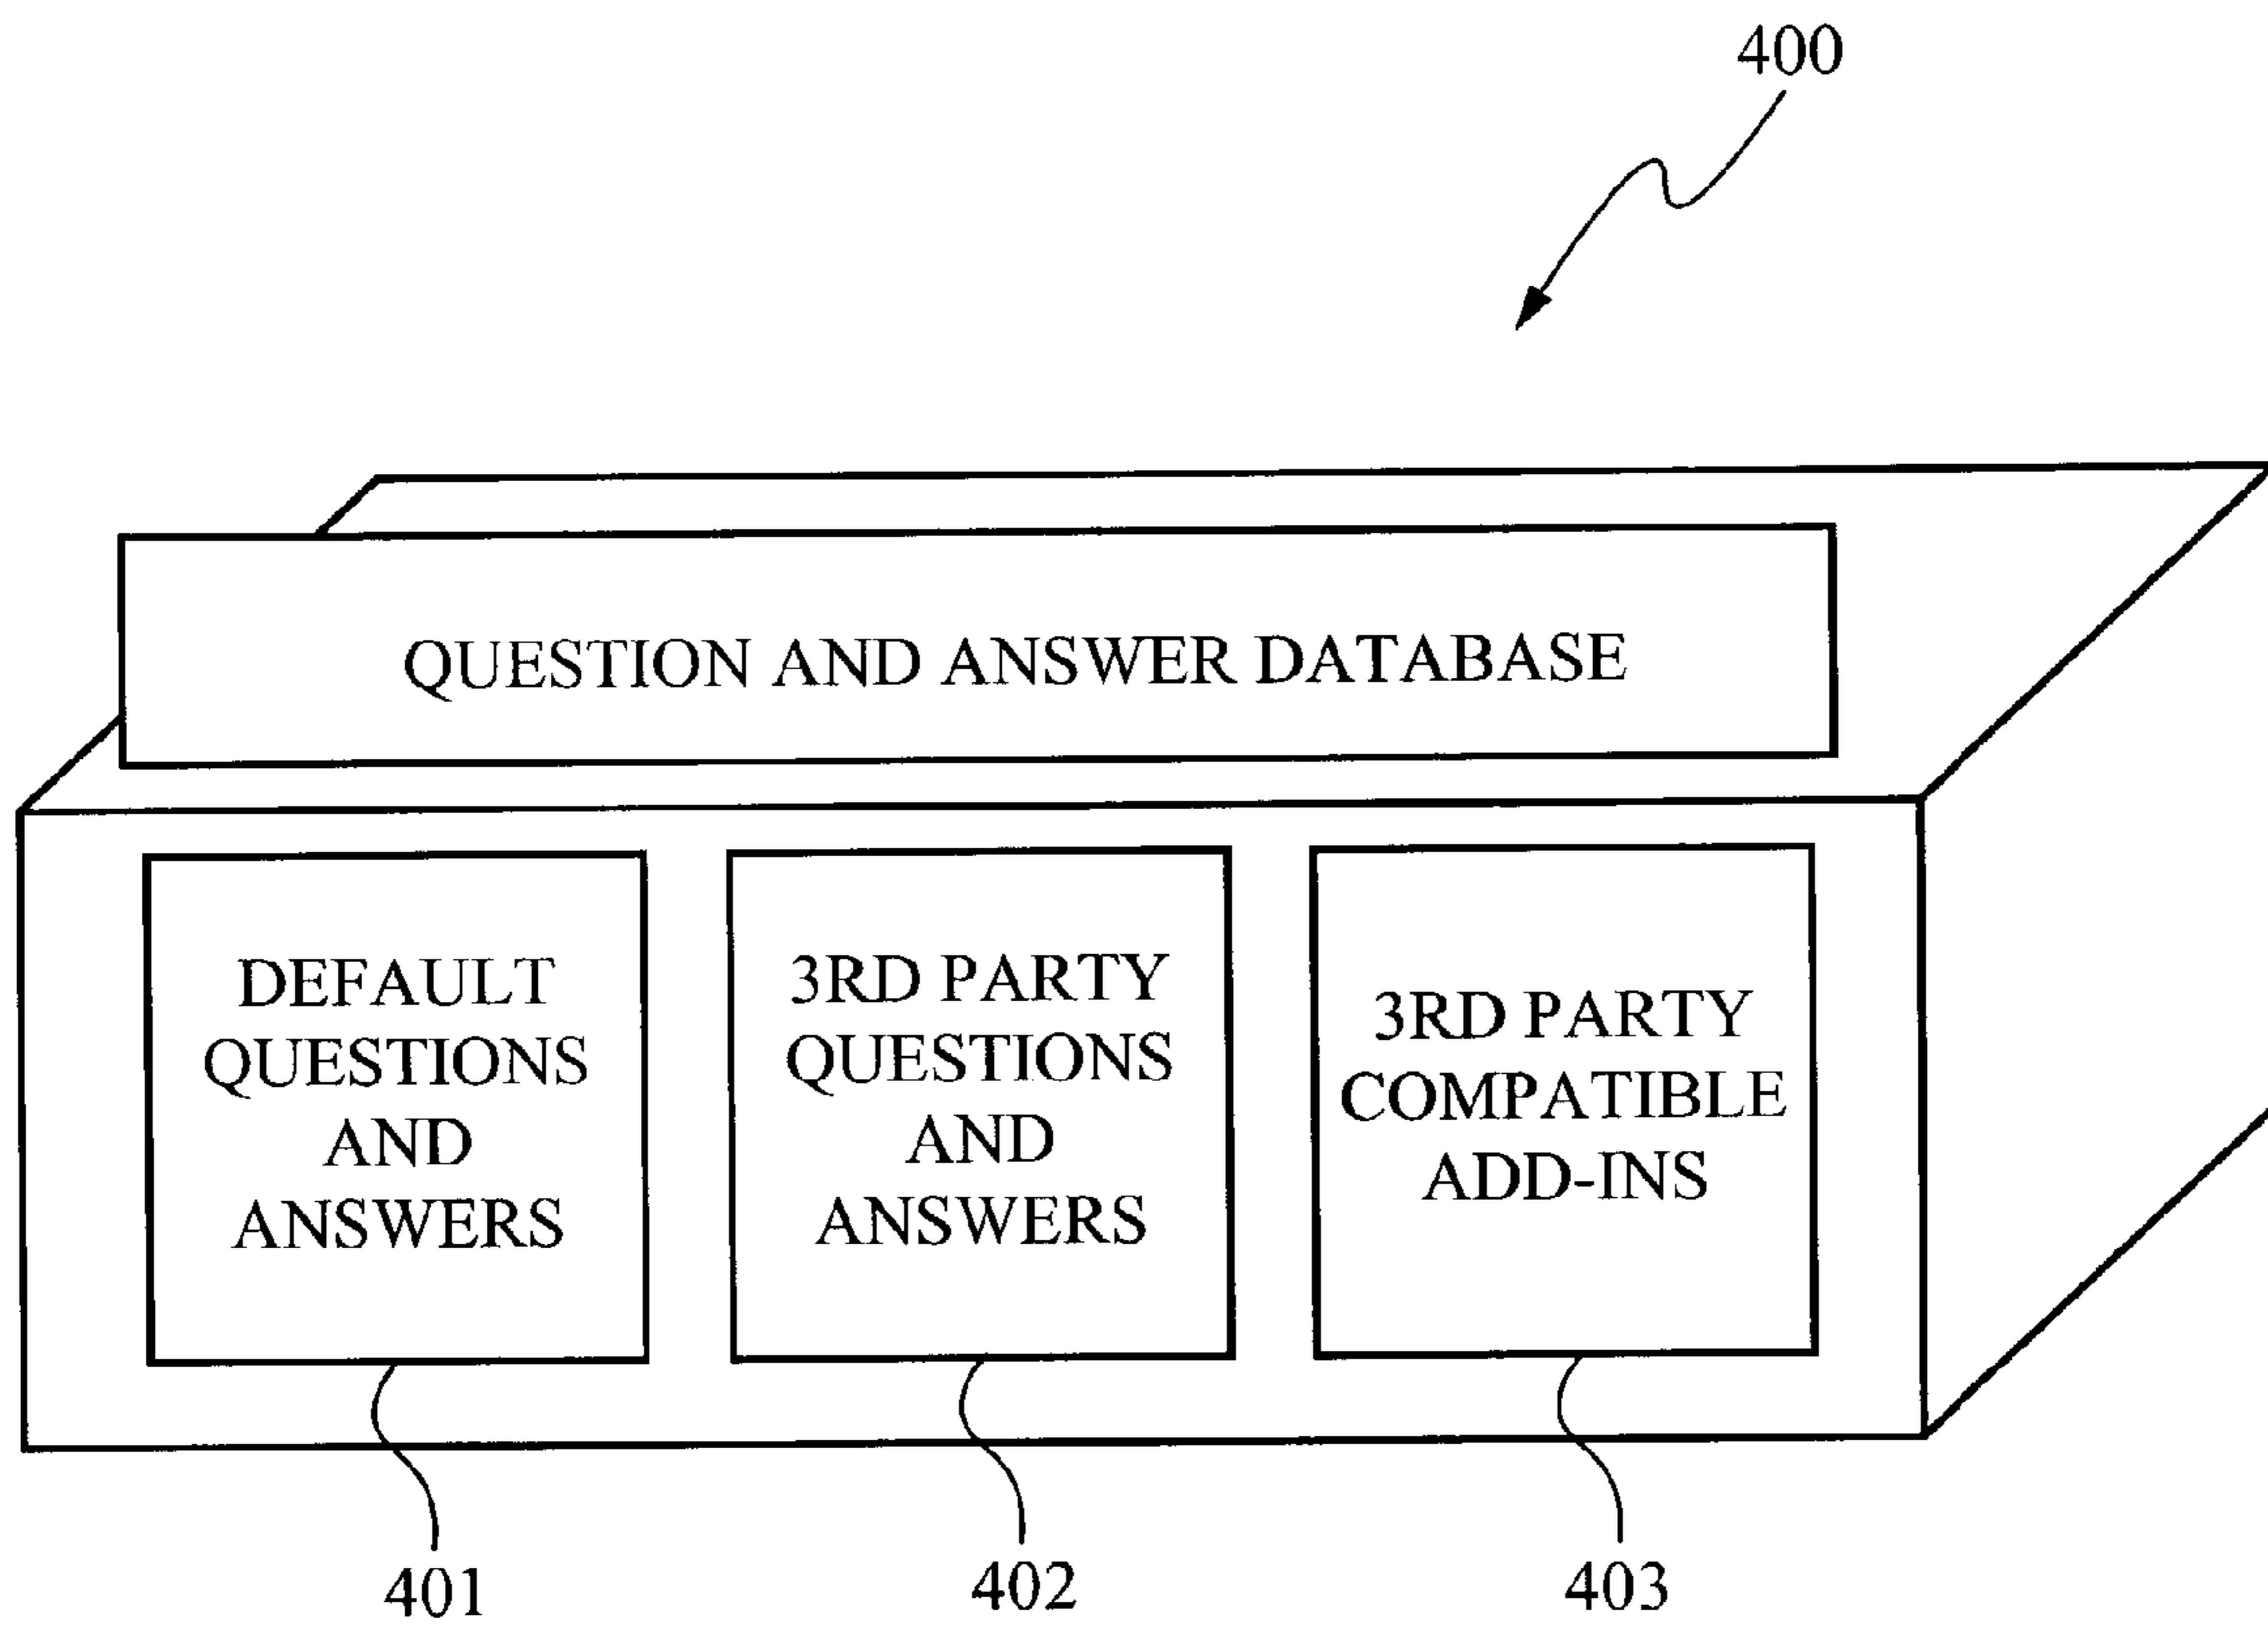 400
QUESTION AND ANSWER DATABASE
DEFAULT
QUESTIONS
AND
ANSWERS
3RD PARTY
QUESTIONS
AND
ANSWERS
3RD PARTY
COMPATIBLE
ADD-INS
401
402
403